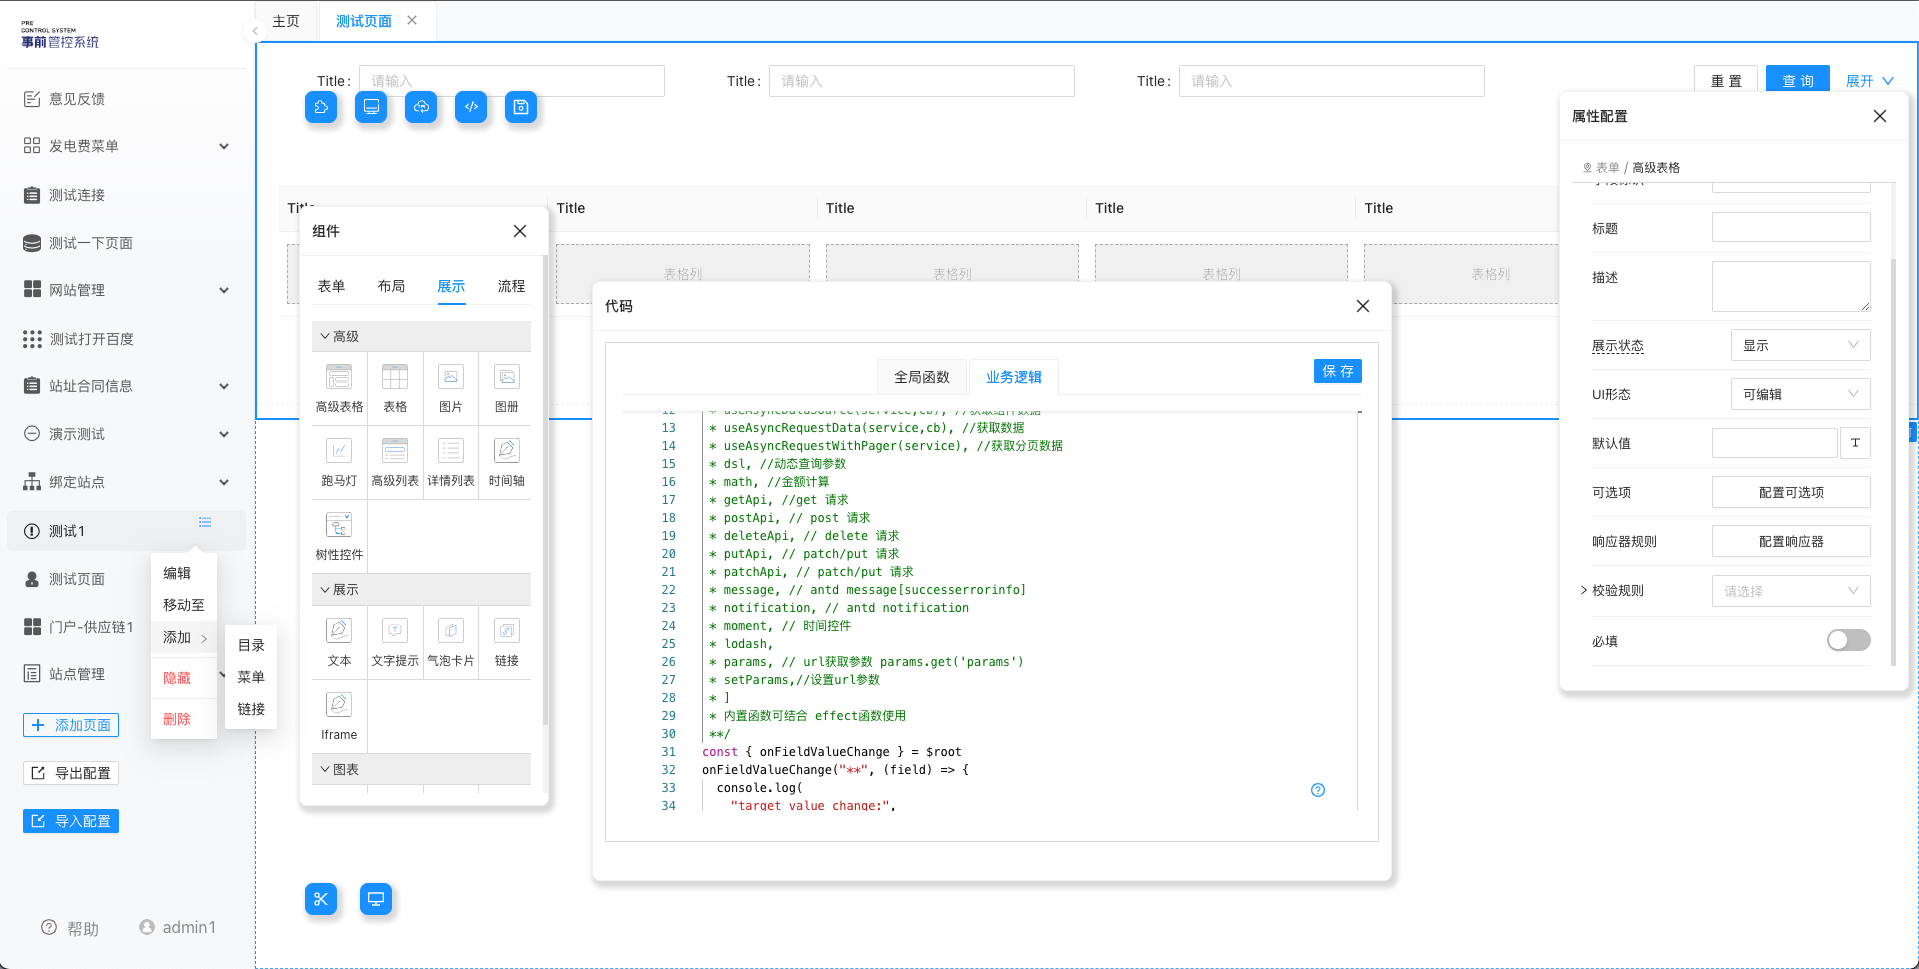 PRE
CONTROL SYSTEM
事前管控系统
意见反馈
发电费菜单
测试连接
测试一下页面
网站管理
测试打开百度
站址合同信息
演示测试
绑定站点
测试1
测试页面
门户-供应链1
站点管理
添加页面
导出配置
导入配置
帮助
admin1
编辑
移动至
添加
隐藏
删除
目录
菜单
链接
主页
测试页面
Title : 请输入
Title : 请输入
Title : 请输入
重 置
查 询
展开
Title
Title
Title
Title
表格列
表格列
表格列
表格列
组件
表单
布局
展示
流程
高级
高级表格
表格
图片
图册
跑马灯
高级列表
详情列表
时间轴
树性控件
展示
文本
文字提示
气泡卡片
链接
Iframe
图表
代码
全局函数
业务逻辑
保 存
12 * useAsyncDataSource(service,cb), //获取组件数据
13 * useAsyncRequestData(service,cb), //获取数据
14 * useAsyncRequestWithPager(service), //获取分页数据
15 * dsl, //动态查询参数
16 * math, //金额计算
17 * getApi, //get 请求
18 * postApi, // post 请求
19 * deleteApi, // delete 请求
20 * putApi, // patch/put 请求
21 * patchApi, // patch/put 请求
22 * message, // antd message[successerrorinfo]
23 * notification, // antd notification
24 * moment, // 时间控件
25 * lodash,
26 * params, // url获取参数 params.get('params')
27 * setParams,//设置url参数
28 * ]
29 * 内置函数可结合 effect函数使用
30 **/
31 const { onFieldValueChange } = $root
32 onFieldValueChange("**", (field) => {
33 console.log(
34 "target value change:",
属性配置
表单 / 高级表格
标题
描述
展示状态 显示
UI形态 可编辑
默认值
可选项 配置可选项
响应器规则 配置响应器
校验规则 请选择
必填